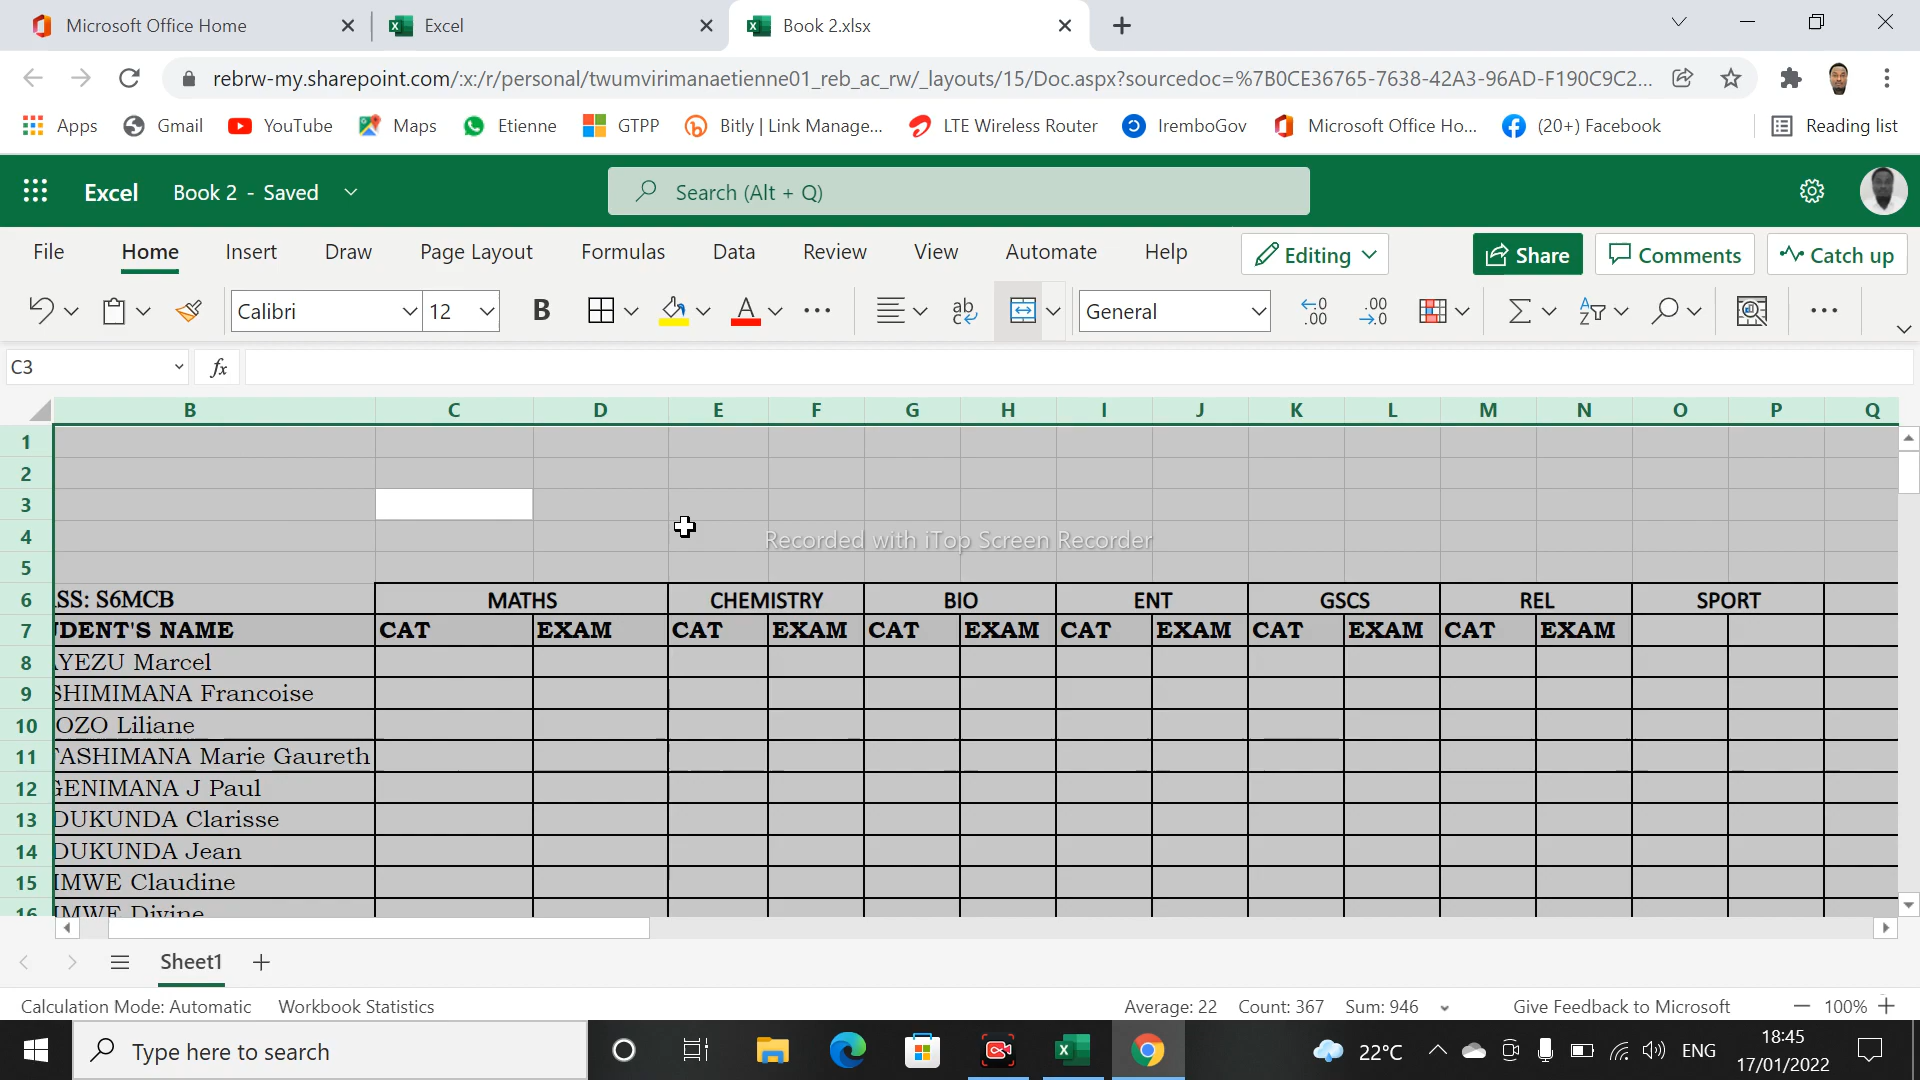 Microsoft Office Home
Excel
Book 2.xlsx
rebrw-my.sharepoint.com/:x:/r/personal/twumvirimanaetienne01_reb_ac_rw/_layouts/15/Doc.aspx?sourcedoc=%7B0CE36765-7638-42A3-96AD-F190C9C2...
Apps Gmail YouTube Maps Etienne GTPP Bitly | Link Manage... LTE Wireless Router IremboGov Microsoft Office Ho... (20+) Facebook Reading list
Excel Book 2 - Saved Search (Alt + Q)
File Home Insert Draw Page Layout Formulas Data Review View Automate Help Editing Share Comments Catch up
Calibri 12 B A ab c General .00 .00
C3 fx
B C D E F G H I J K L M N O P Q
1
2
3
4
Recorded with iTop Screen Recorder
5
6 SS: S6MCB MATHS CHEMISTRY BIO ENT GSCS REL SPORT
7 DENT'S NAME CAT EXAM CAT EXAM CAT EXAM CAT EXAM CAT EXAM CAT EXAM
8 AYEZU Marcel
9 SHIMIMANA Francoise
10 OZO Liliane
11 TASHIMANA Marie Gaureth
12 GENIMANA J Paul
13 DUKUNDA Clarisse
14 DUKUNDA Jean
15 IMWE Claudine
16 IMWE Divine
Sheet1
Calculation Mode: Automatic Workbook Statistics Average: 22 Count: 367 Sum: 946 Give Feedback to Microsoft 100%
Type here to search 22°C ENG 18:45
17/01/2022